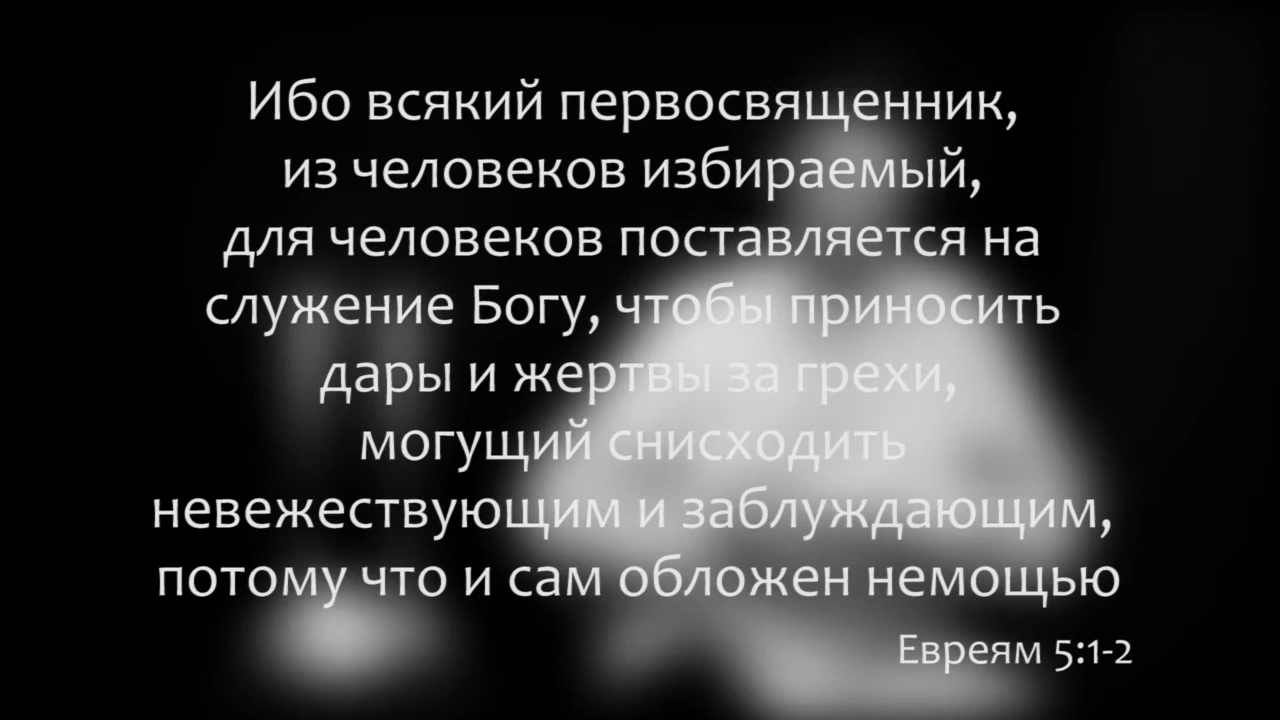 Ибо всякий первосвященник,
из человеков избираемый,
для человеков поставляется на
служение Богу, чтобы приносить
дары и жертвы за грехи,
могущий снисходить
невежествующим и заблуждающим,
потому что и сам обложен немощью
Евреям 5:1-2